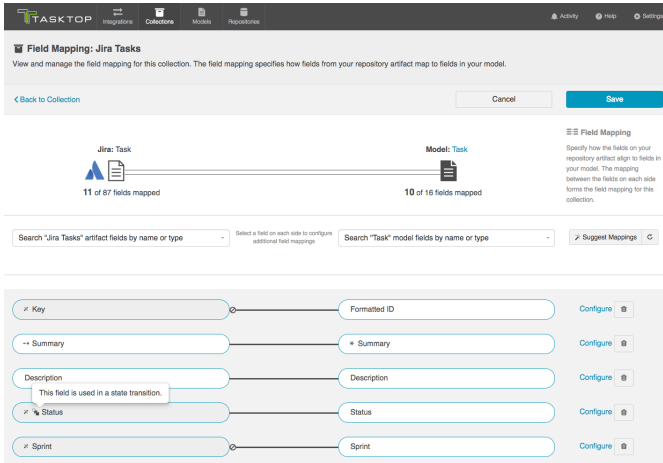 TASKTOP
Integrations Collections Models Repositories
Activity Help Settings
Field Mapping: Jira Tasks
View and manage the field mapping for this collection. The field mapping specifies how fields from your repository artifact map to fields in your model.
Back to Collection
Cancel
Save
Jira: Task
11 of 87 fields mapped
Model: Task
10 of 16 fields mapped
Field Mapping
Specify how the fields on your
repository artifact align to fields in
your model. The mapping
between the fields on each side
forms the field mapping for this
collection.
Search "Jira Tasks" artifact fields by name or type
Select a field on each side to configure
additional field mappings
Search "Task" model fields by name or type
Suggest Mappings
Key
Formatted ID
Configure
Summary
Summary
Configure
Description
Description
Configure
This field is used in a state transition.
Status
Status
Configure
Sprint
Sprint
Configure